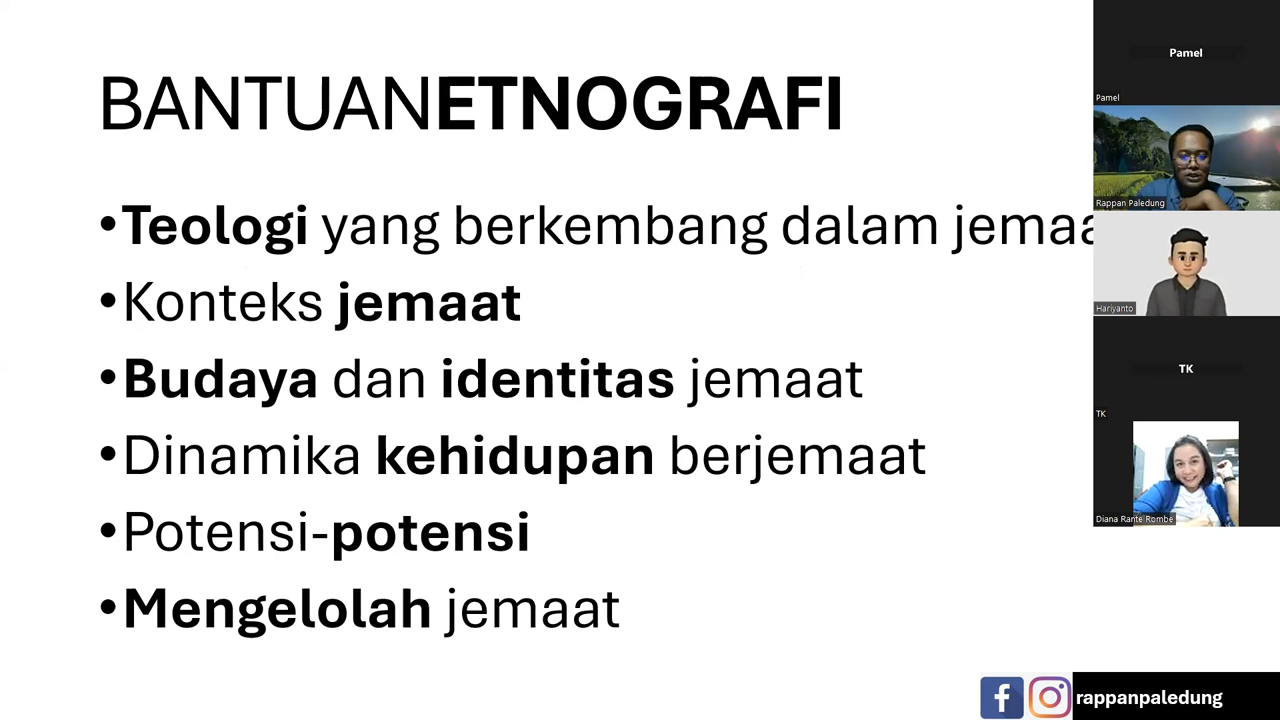 BANTUANETNOGRAFI
•Teologi yang berkembang dalam jemaa
•Konteks jemaat
•Budaya dan identitas jemaat
•Dinamika kehidupan berjemaat
•Potensi-potensi
•Mengelolah jemaat
rappanpaledung
Pamel
Pamel
Rappan Paledung
Hariyanto
TK
TK
Diana Rante Rombe